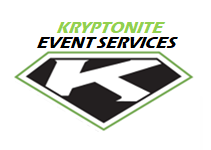 KRYPTONITE
EVENT SERVICES
K